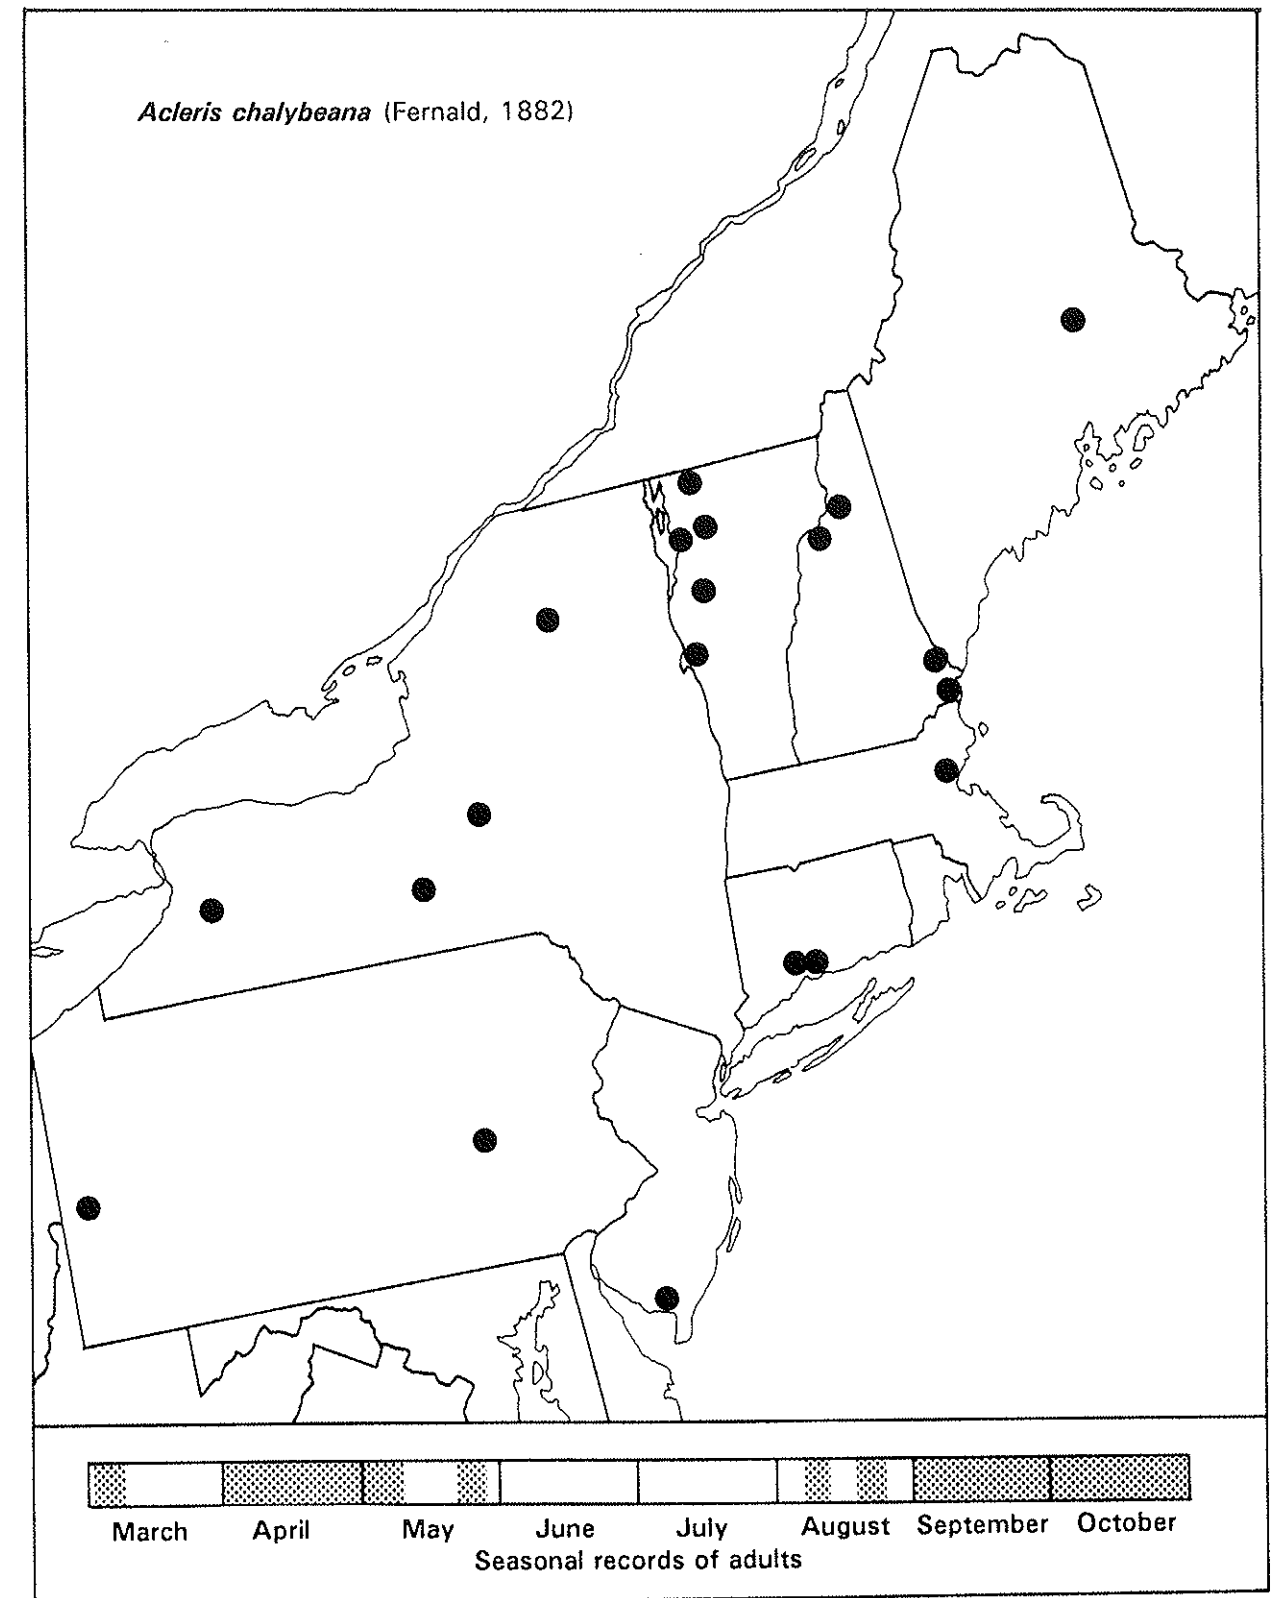 Acleris chalybeana (Fernald, 1882)
March April May June July August September October
Seasonal records of adults